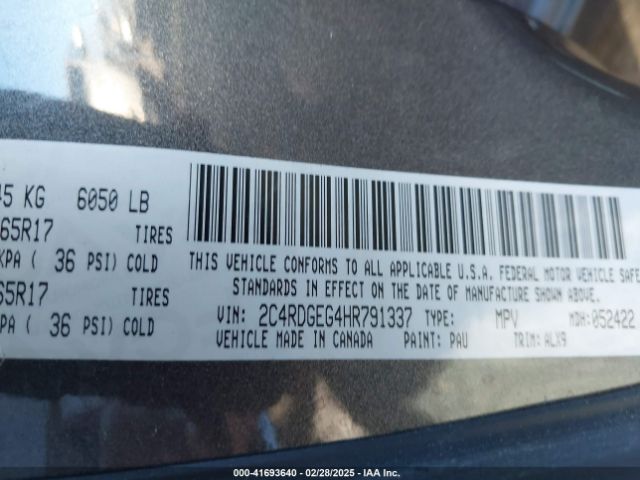 45 KG 6050 LB
65R17 TIRES
KPA ( 36 PSI) COLD
65R17 TIRES
PA ( 36 PSI) COLD
THIS VEHICLE CONFORMS TO ALL APPLICABLE U.S.A. FEDERAL MOTOR VEHICLE SAFE
STANDARDS IN EFFECT ON THE DATE OF MANUFACTURE SHOWN ABOVE.
VIN: 2C4RDGEG4HR791337 TYPE: MPV MDH:052422
VEHICLE MADE IN CANADA PAINT: PAU TRIM: ALX9
000-41693640 - 02/28/2025 - IAA Inc.